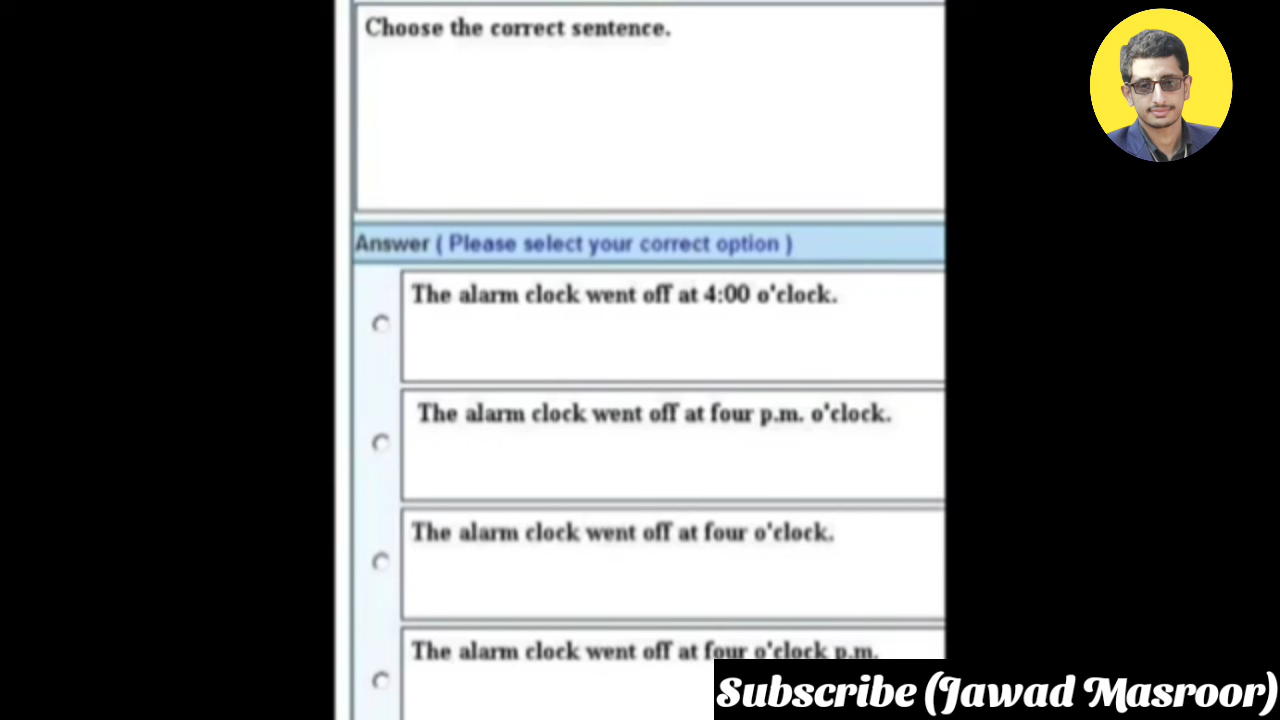 Choose the correct sentence.
Answer ( Please select your correct option )
The alarm clock went off at 4:00 o'clock.
The alarm clock went off at four p.m. o'clock.
The alarm clock went off at four o'clock.
The alarm clock went off at four o'clock p.m.
Subscribe (Jawad Masroor)